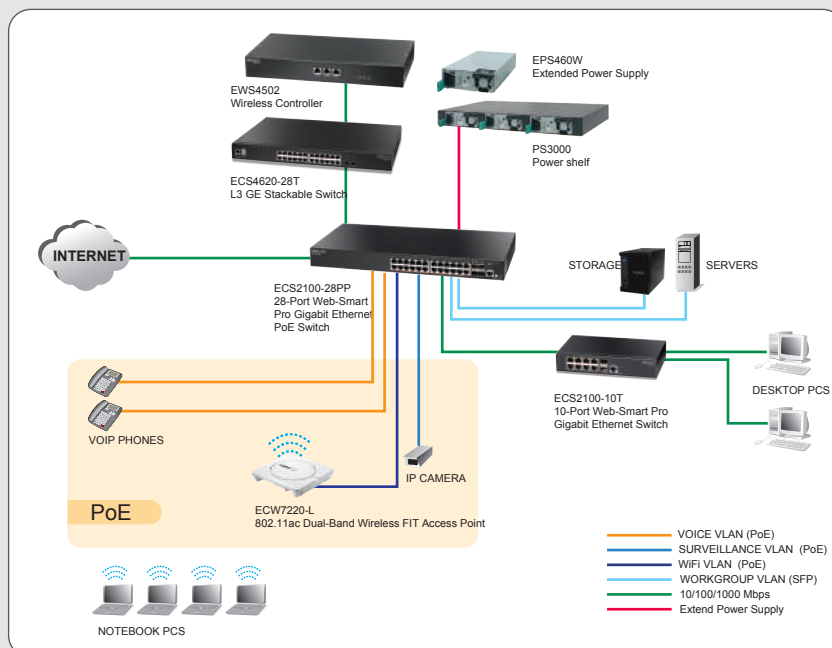 EPS460W
Extended Power Supply
EWS4502
Wireless Controller
PS3000
Power shelf
ECS4620-28T
L3 GE Stackable Switch
INTERNET
STORAGE
SERVERS
ECS2100-28PP
28-Port Web-Smart
Pro Gigabit Ethernet
PoE Switch
DESKTOP PCS
ECS2100-10T
10-Port Web-Smart Pro
Gigabit Ethernet Switch
VOIP PHONES
IP CAMERA
PoE
ECW7220-L
802.11ac Dual-Band Wireless FIT Access Point
VOICE VLAN (PoE)
SURVEILLANCE VLAN (PoE)
WiFi VLAN (PoE)
WORKGROUP VLAN (SFP)
10/100/1000 Mbps
Extend Power Supply
NOTEBOOK PCS